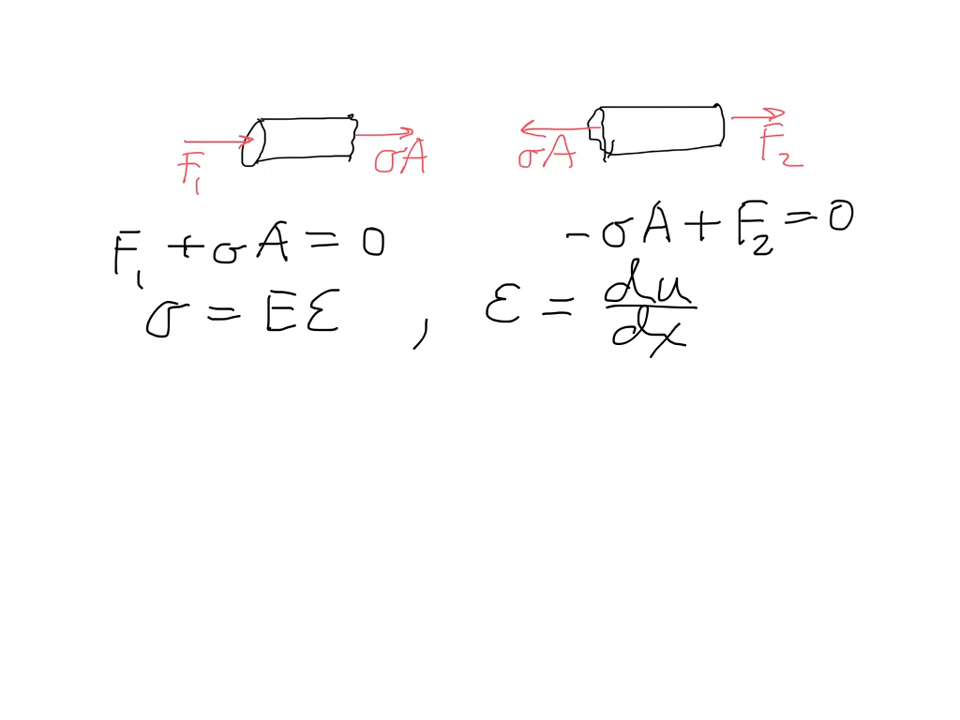 F₁ σA σA F₂
F₁ + σA = 0 -σA + F₂ = 0
σ = Eε , ε = du/dx